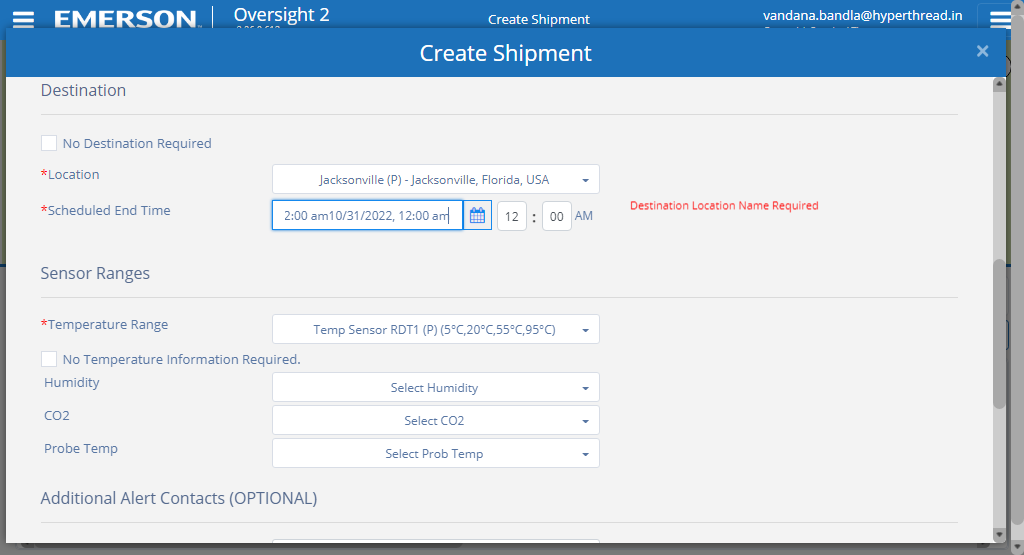 EMERSON
Oversight 2
Create Shipment
vandana.bandla@hyperthread.in
Create Shipment
×
Destination
No Destination Required
*Location
Jacksonville (P) - Jacksonville, Florida, USA
*Scheduled End Time
2:00 am10/31/2022, 12:00 am
12 : 00 AM
Destination Location Name Required
Sensor Ranges
*Temperature Range
Temp Sensor RDT1 (P) (5°C,20°C,55°C,95°C)
No Temperature Information Required.
Humidity
Select Humidity
CO2
Select CO2
Probe Temp
Select Prob Temp
Additional Alert Contacts (OPTIONAL)